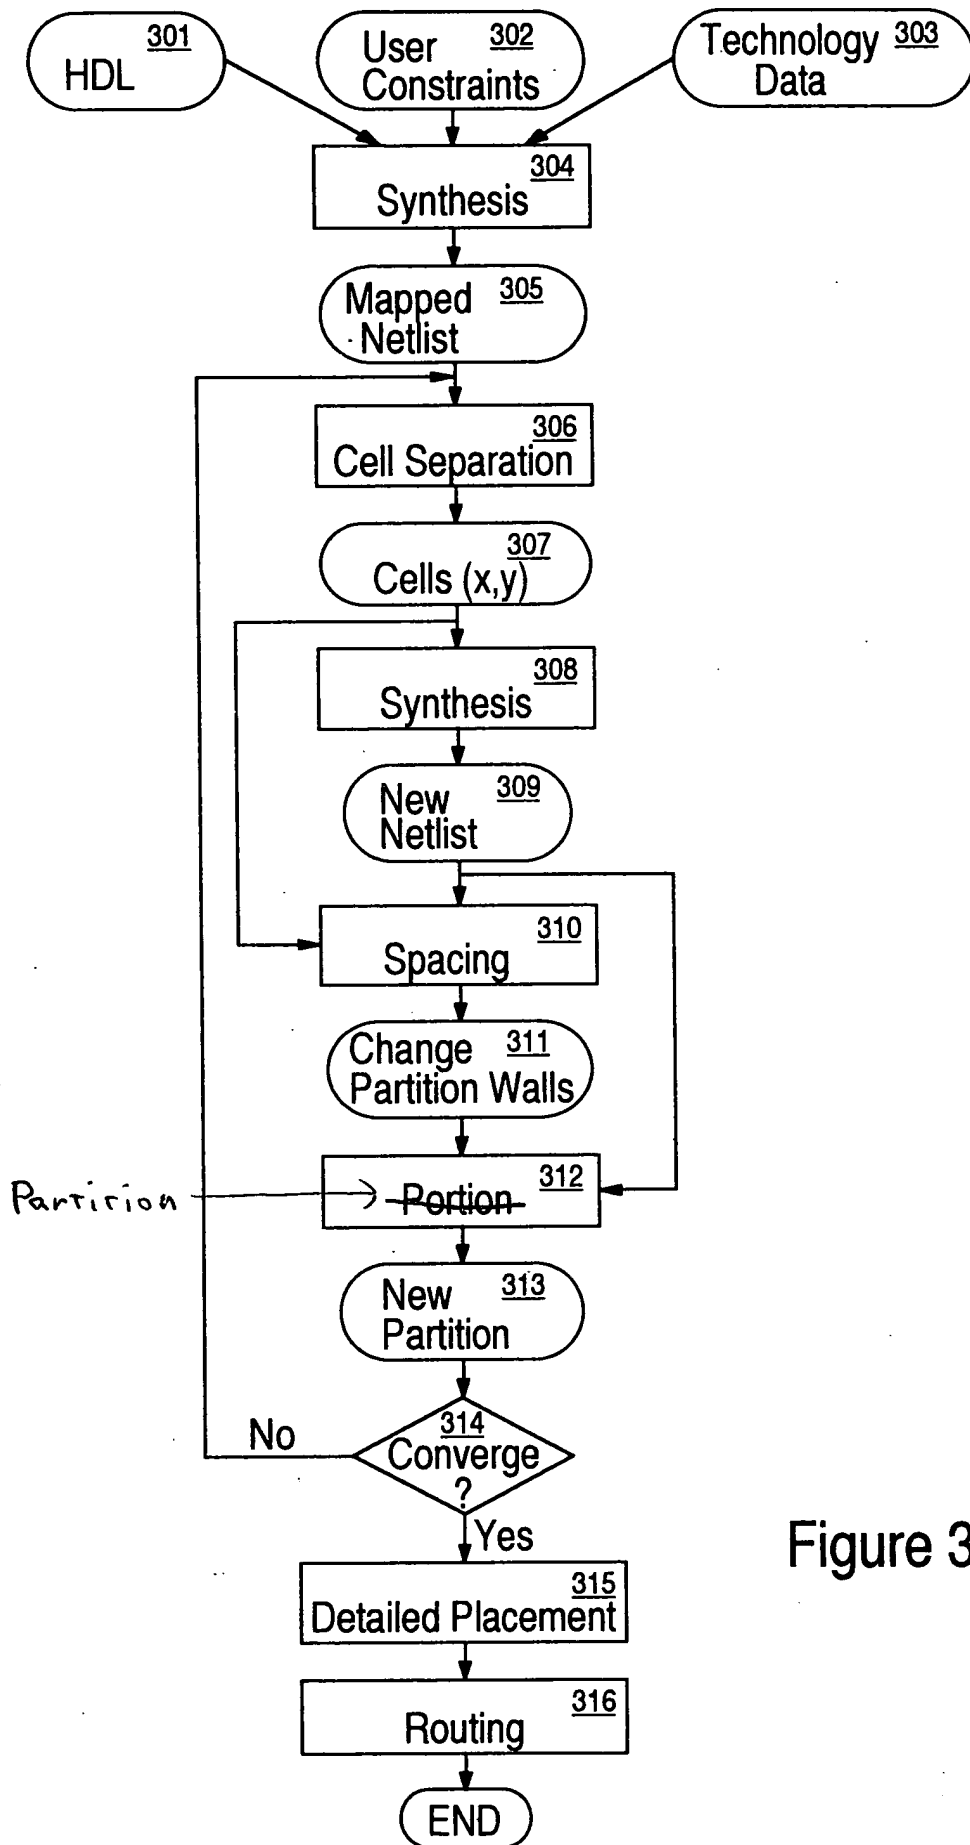 301
HDL
302
User
Constraints
Technology 303
Data
304
Synthesis
Mapped 305
Netlist
306
Cell Separation
307
Cells (x,y)
308
Synthesis
309
New
Netlist
310
Spacing
Change 311
Partition Walls
312
Partition
Portion
New 313
Partition
314
Converge
?
No
Yes
Figure 3
315
Detailed Placement
316
Routing
END